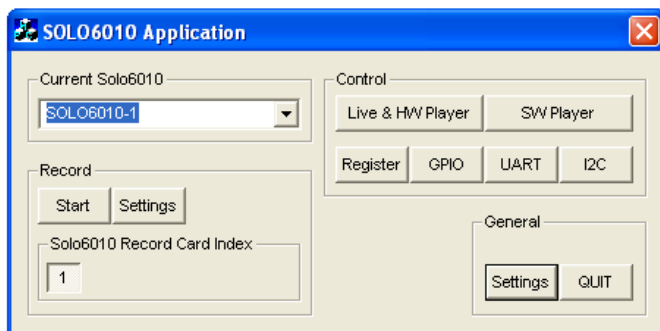 SOLO6010 Application
Current Solo6010
SOLO6010-1
Record
Start Settings
Solo6010 Record Card Index
1
Control
Live & HW Player SW Player
Register GPIO UART I2C
General
Settings QUIT